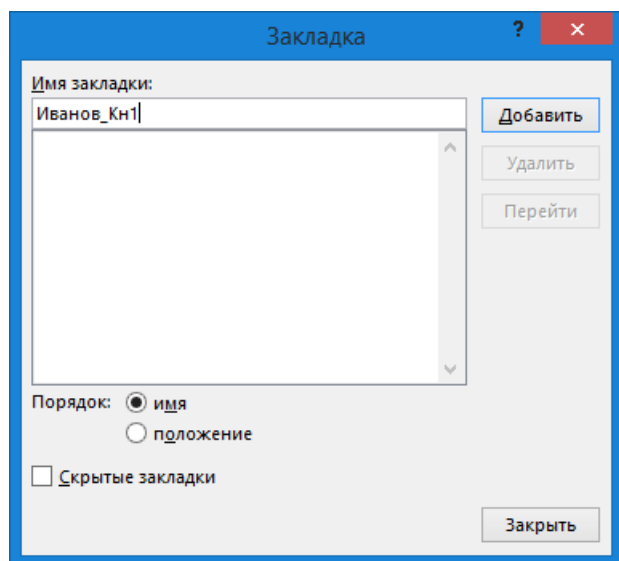 Закладка ?
Имя закладки:
Иванов_Кн1
Добавить
Удалить
Перейти
Порядок: имя
положение
Скрытые закладки
Закрыть